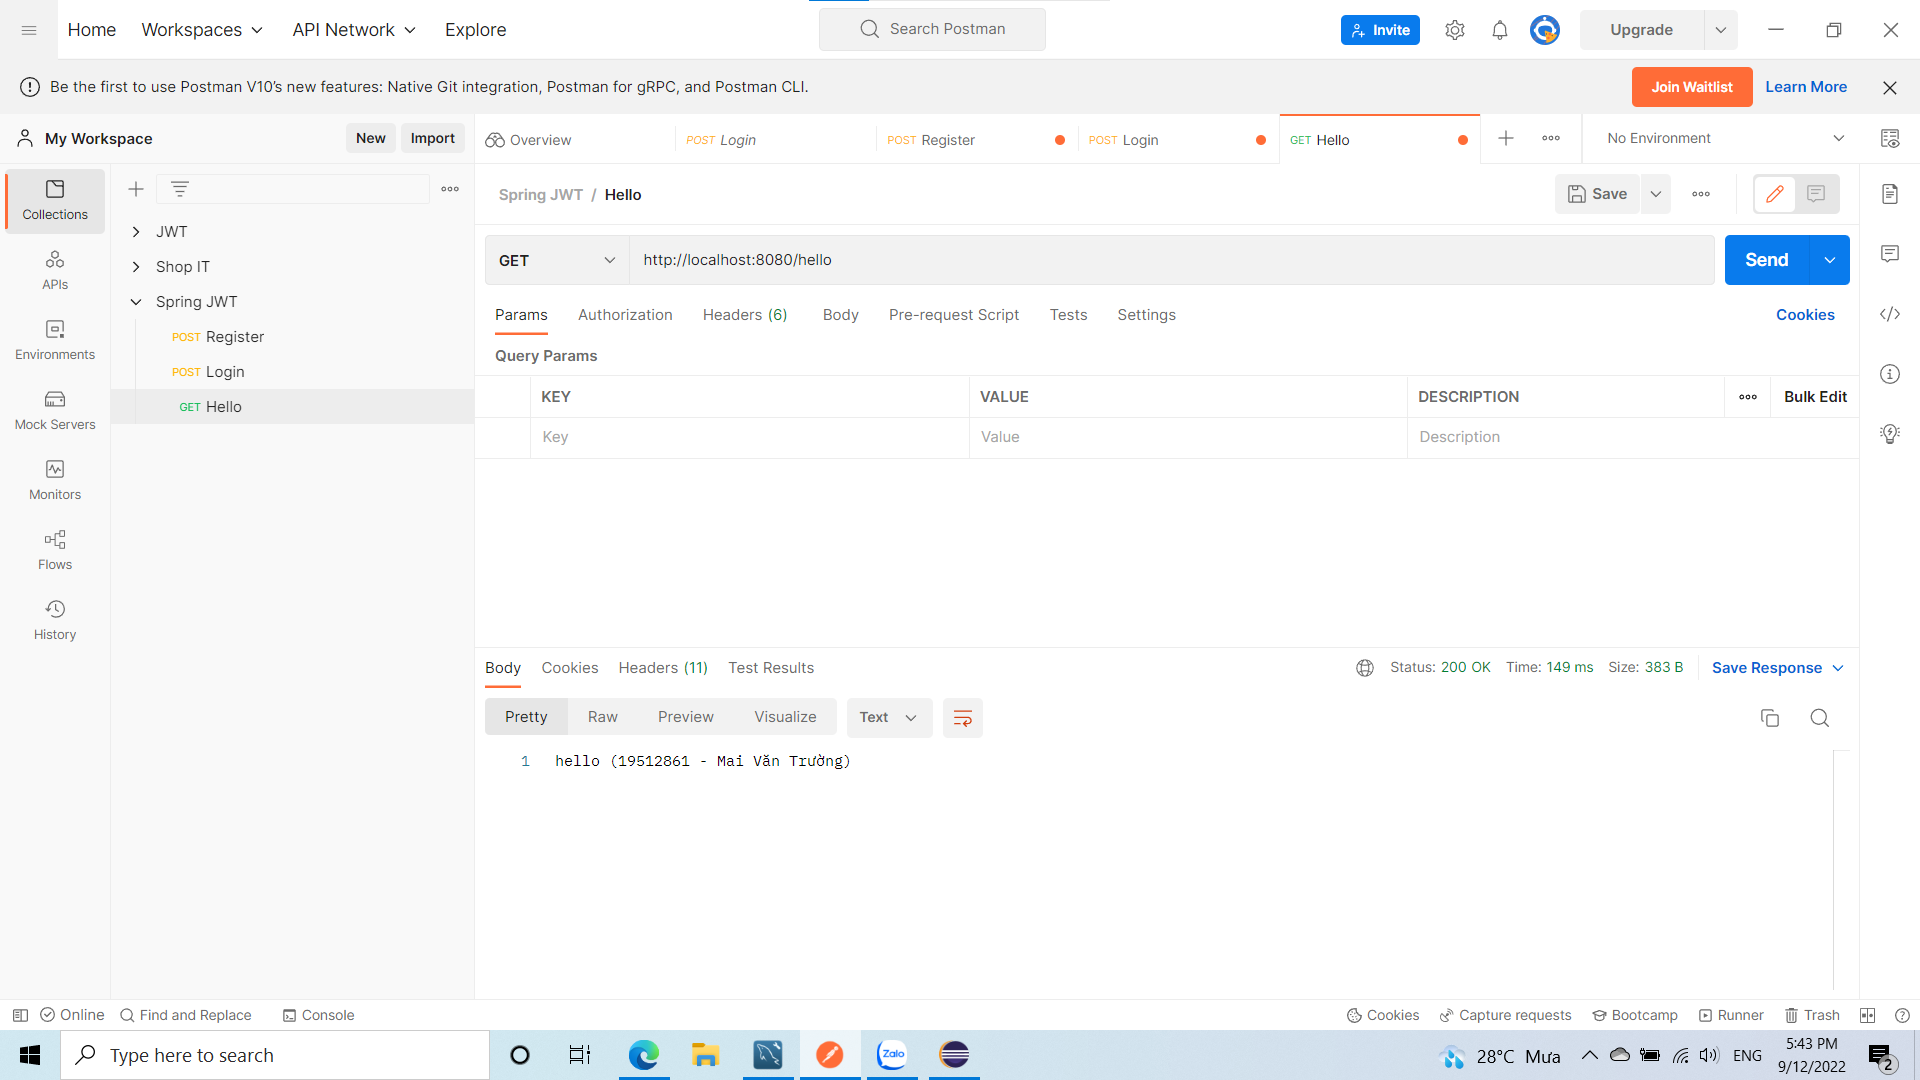 Home
Workspaces
API Network
Explore
Search Postman
Invite
Upgrade
Be the first to use Postman V10’s new features: Native Git integration, Postman for gRPC, and Postman CLI.
Join Waitlist
Learn More
My Workspace
New
Import
Overview
POST Login
POST Register
POST Login
GET Hello
No Environment
Collections
APIs
Environments
Mock Servers
Monitors
Flows
History
JWT
Shop IT
Spring JWT
POST Register
POST Login
GET Hello
Spring JWT / Hello
Save
GET
http://localhost:8080/hello
Send
Params
Authorization
Headers (6)
Body
Pre-request Script
Tests
Settings
Cookies
Query Params
KEY
VALUE
DESCRIPTION
Bulk Edit
Key
Value
Description
Body
Cookies
Headers (11)
Test Results
Status: 200 OK
Time: 149 ms
Size: 383 B
Save Response
Pretty
Raw
Preview
Visualize
Text
1
hello (19512861 - Mai Văn Trường)
Online
Find and Replace
Console
Cookies
Capture requests
Bootcamp
Runner
Trash
Type here to search
Zalo
28°C Mưa
ENG
5:43 PM
9/12/2022
2